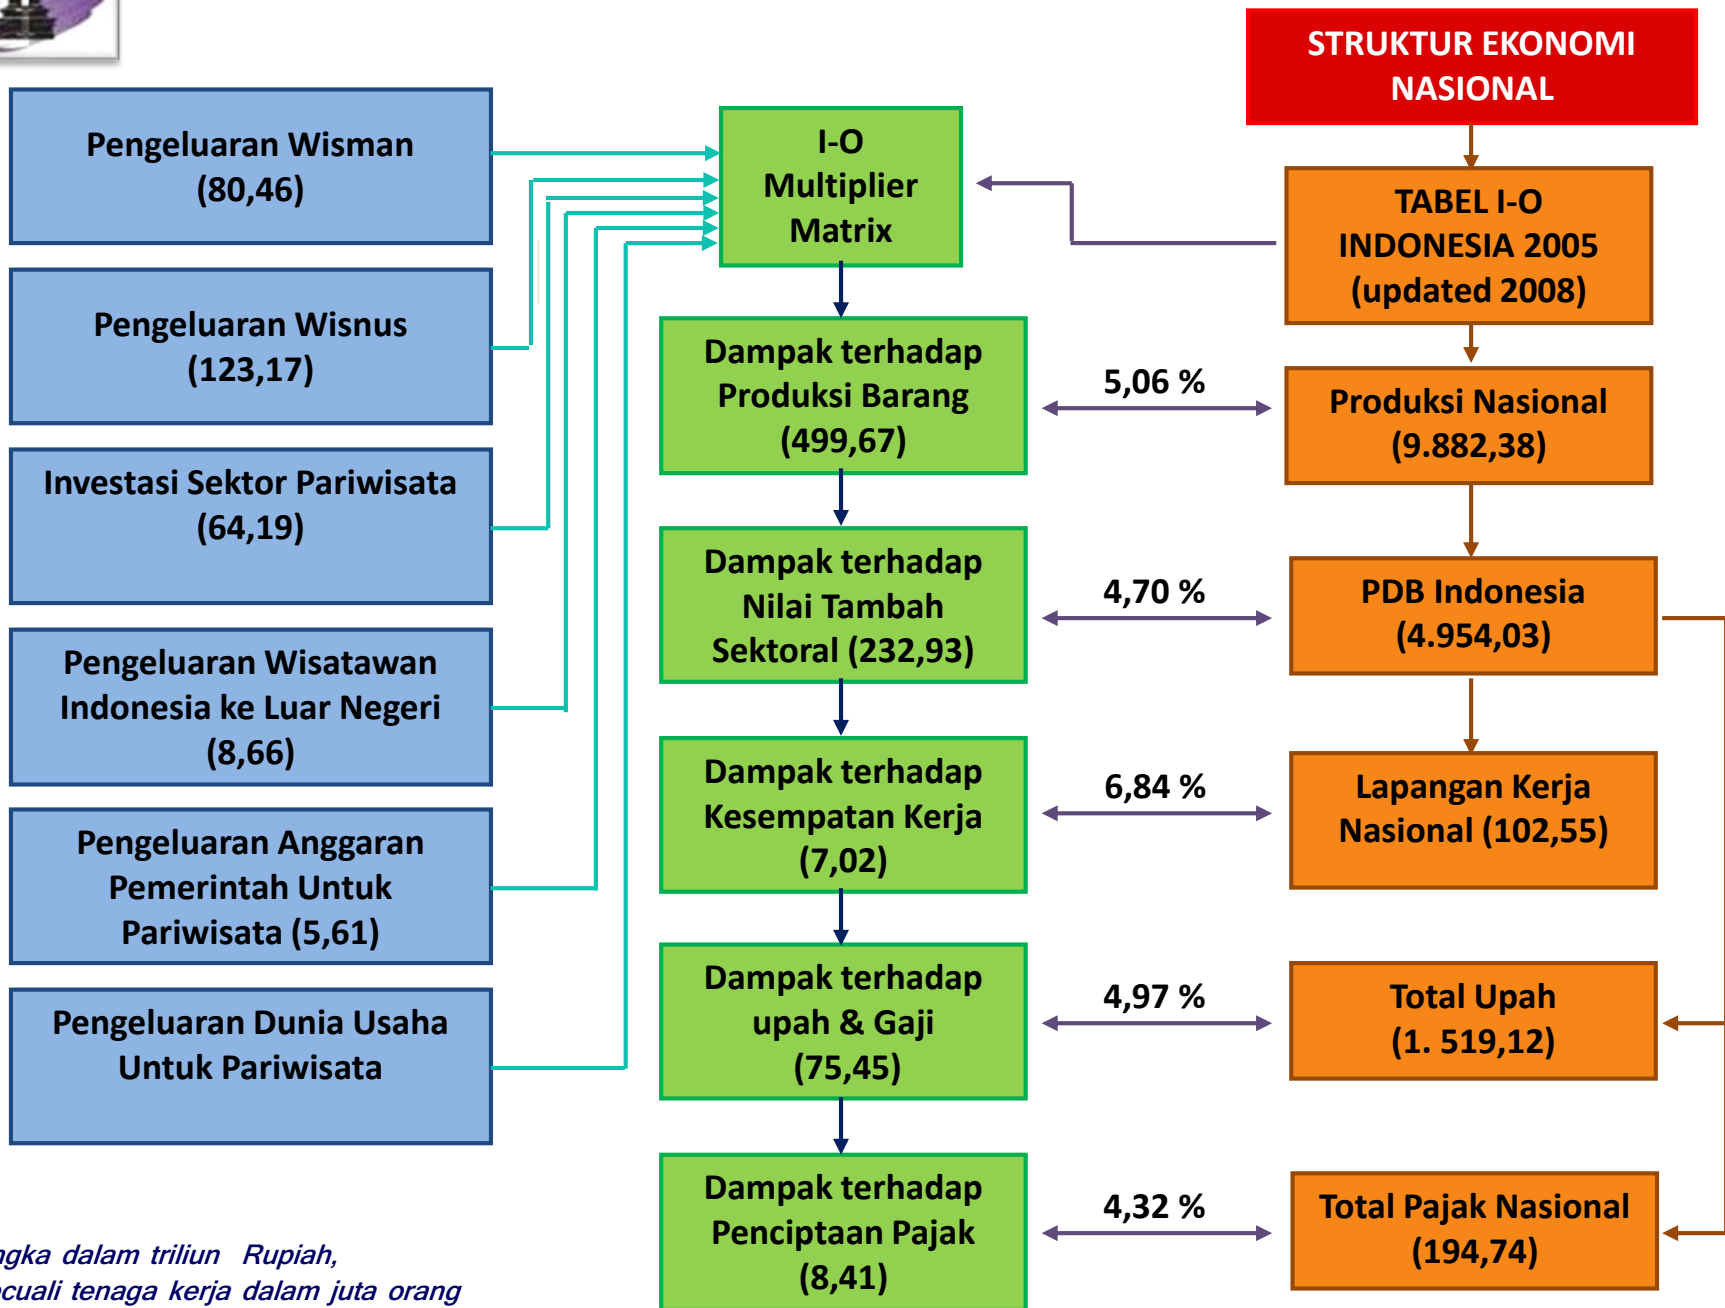 STRUKTUR EKONOMI
NASIONAL
Pengeluaran Wisman
(80,46)
Pengeluaran Wisnus
(123,17)
Investasi Sektor Pariwisata
(64,19)
Pengeluaran Wisatawan
Indonesia ke Luar Negeri
(8,66)
Pengeluaran Anggaran
Pemerintah Untuk
Pariwisata (5,61)
Pengeluaran Dunia Usaha
Untuk Pariwisata
I-O
Multiplier
Matrix
Dampak terhadap
Produksi Barang
(499,67)
Dampak terhadap
Nilai Tambah
Sektoral (232,93)
Dampak terhadap
Kesempatan Kerja
(7,02)
Dampak terhadap
upah & Gaji
(75,45)
Dampak terhadap
Penciptaan Pajak
(8,41)
5,06 %
4,70 %
6,84 %
4,97 %
4,32 %
TABEL I-O
INDONESIA 2005
(updated 2008)
Produksi Nasional
(9.882,38)
PDB Indonesia
(4.954,03)
Lapangan Kerja
Nasional (102,55)
Total Upah
(1. 519,12)
Total Pajak Nasional
(194,74)
ngka dalam triliun Rupiah,
cuali tenaga kerja dalam juta orang